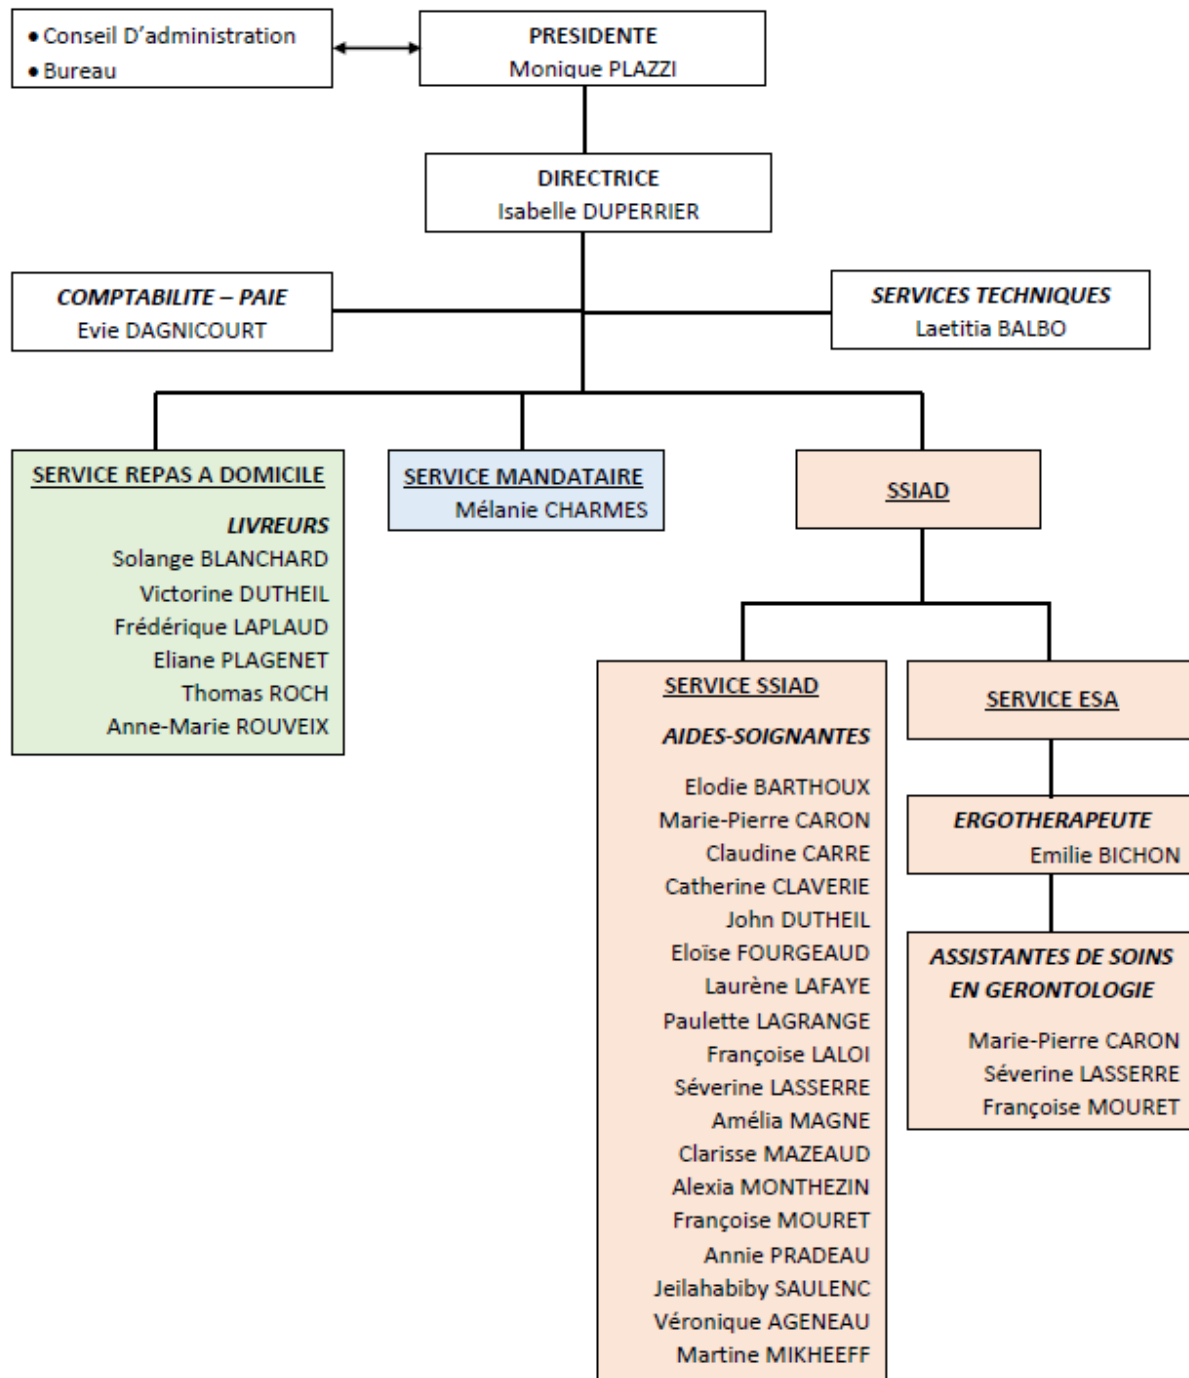 • Conseil D'administration
• Bureau
PRESIDENTE
Monique PLAZZI
DIRECTRICE
Isabelle DUPERRIER
COMPTABILITE – PAIE
Evie DAGNICOURT
SERVICES TECHNIQUES
Laetitia BALBO
SERVICE REPAS A DOMICILE
LIVREURS
Solange BLANCHARD
Victorine DUTHEIL
Frédérique LAPLAUD
Eliane PLAGENET
Thomas ROCH
Anne-Marie ROUVEIX
SERVICE MANDATAIRE
Mélanie CHARMES
SSIAD
SERVICE SSIAD
AIDES-SOIGNANTES
Elodie BARTHOUX
Marie-Pierre CARON
Claudine CARRE
Catherine CLAVERIE
John DUTHEIL
Eloïse FOURGEAUD
Laurène LAFAYE
Paulette LAGRANGE
Françoise LALOI
Séverine LASSERRE
Amélia MAGNE
Clarisse MAZEAUD
Alexia MONTHEZIN
Françoise MOURET
Annie PRADEAU
Jeilahabiby SAULENC
Véronique AGENEAU
Martine MIKHEEFF
SERVICE ESA
ERGOTHERAPEUTE
Emilie BICHON
ASSISTANTES DE SOINS
EN GERONTOLOGIE
Marie-Pierre CARON
Séverine LASSERRE
Françoise MOURET